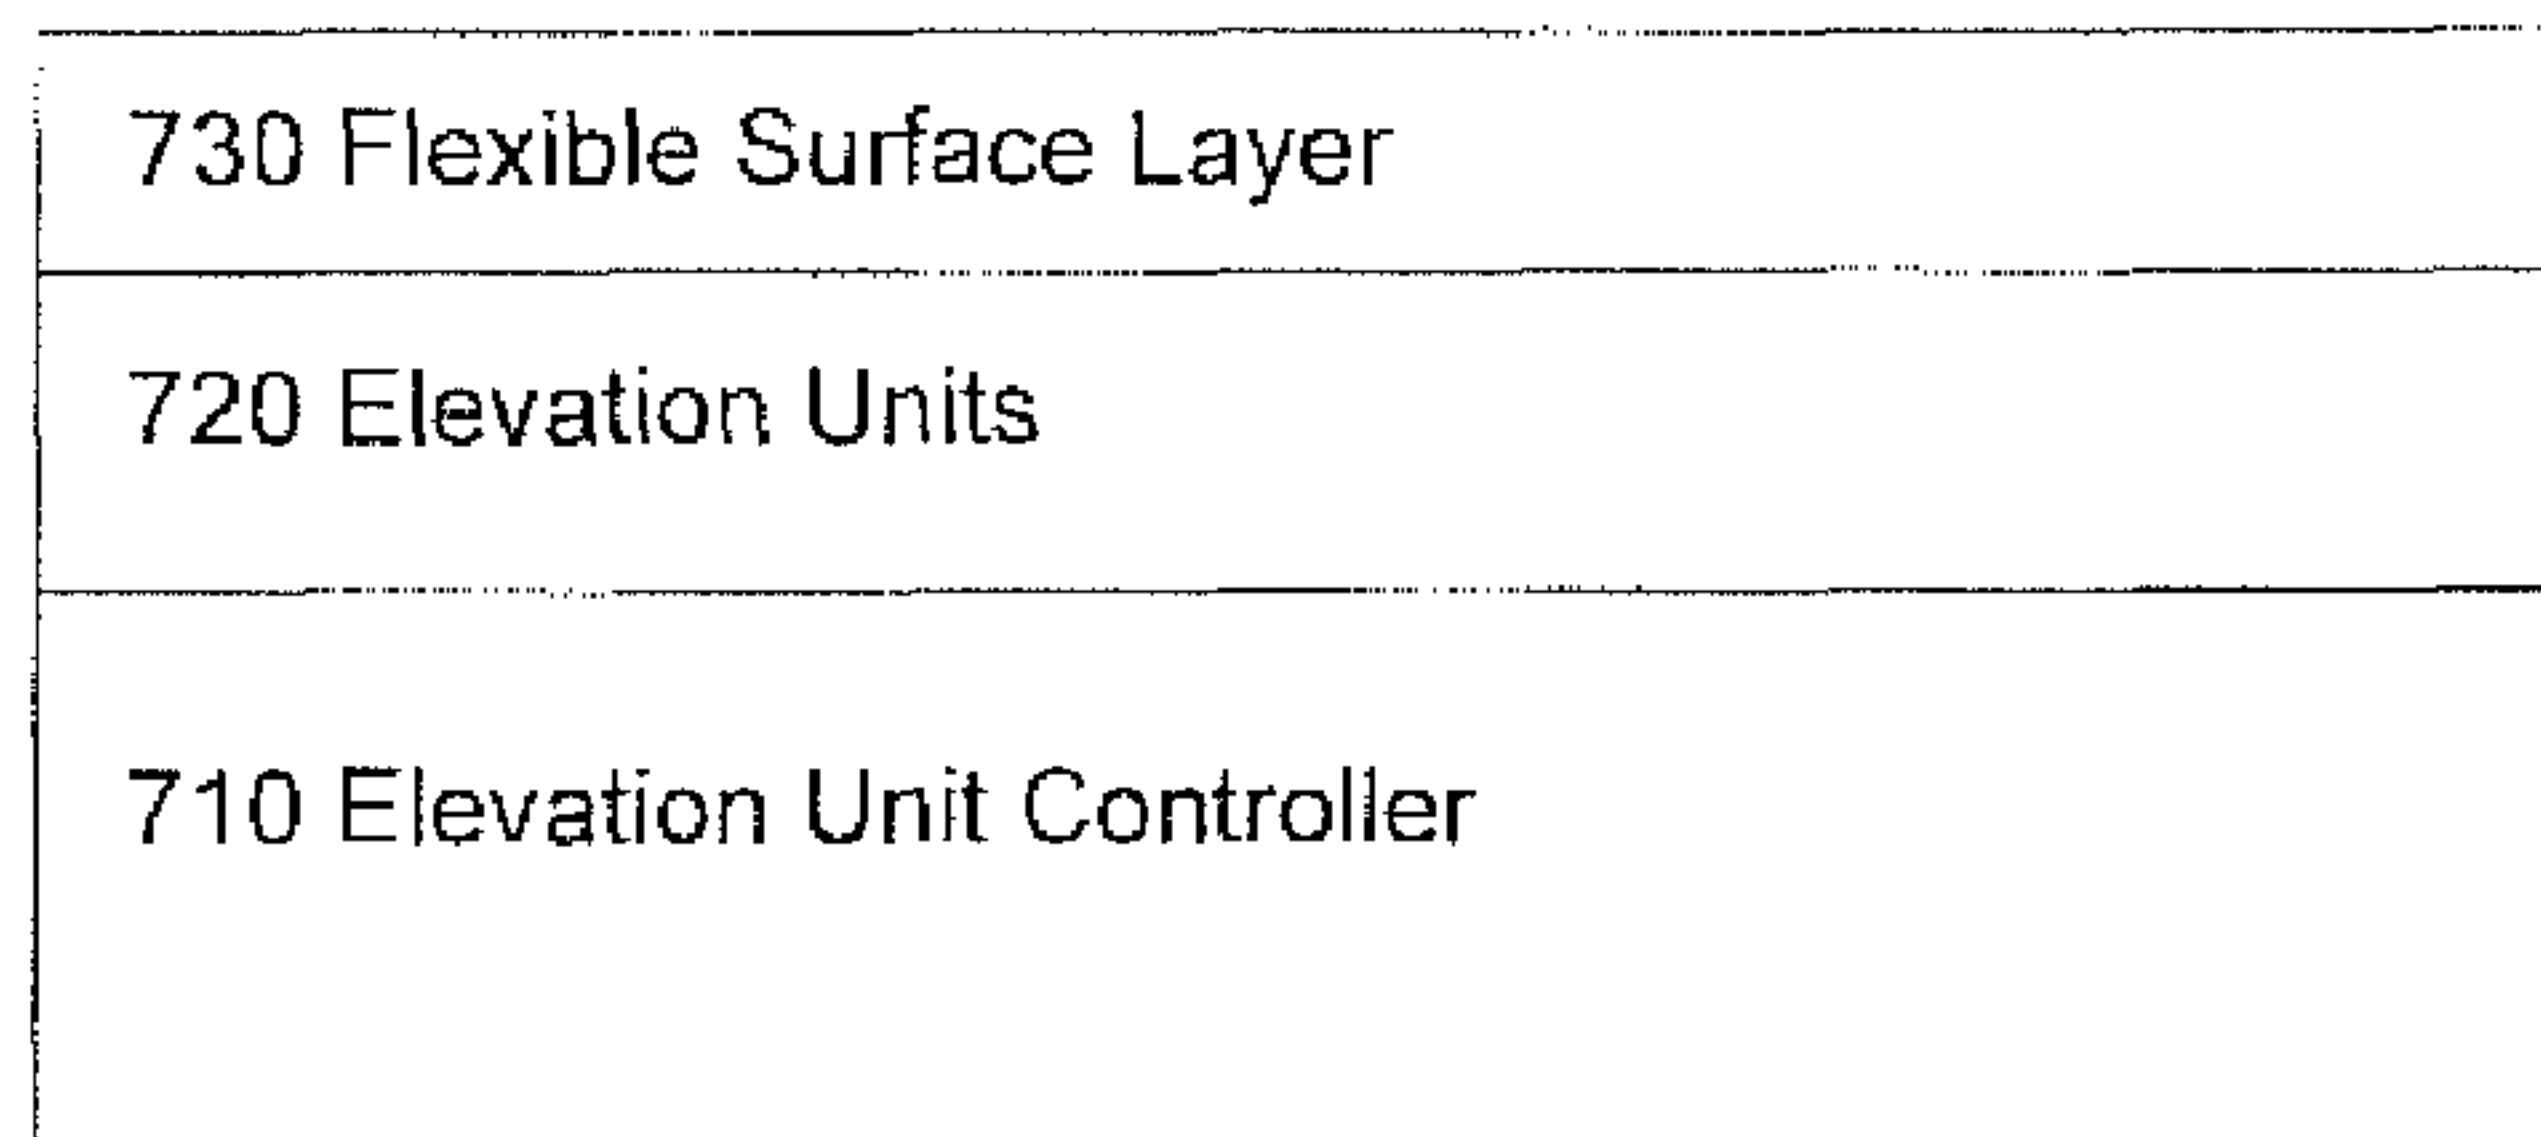 730 Flexible Surface Layer
720 Elevation Units
710 Elevation Unit Controller